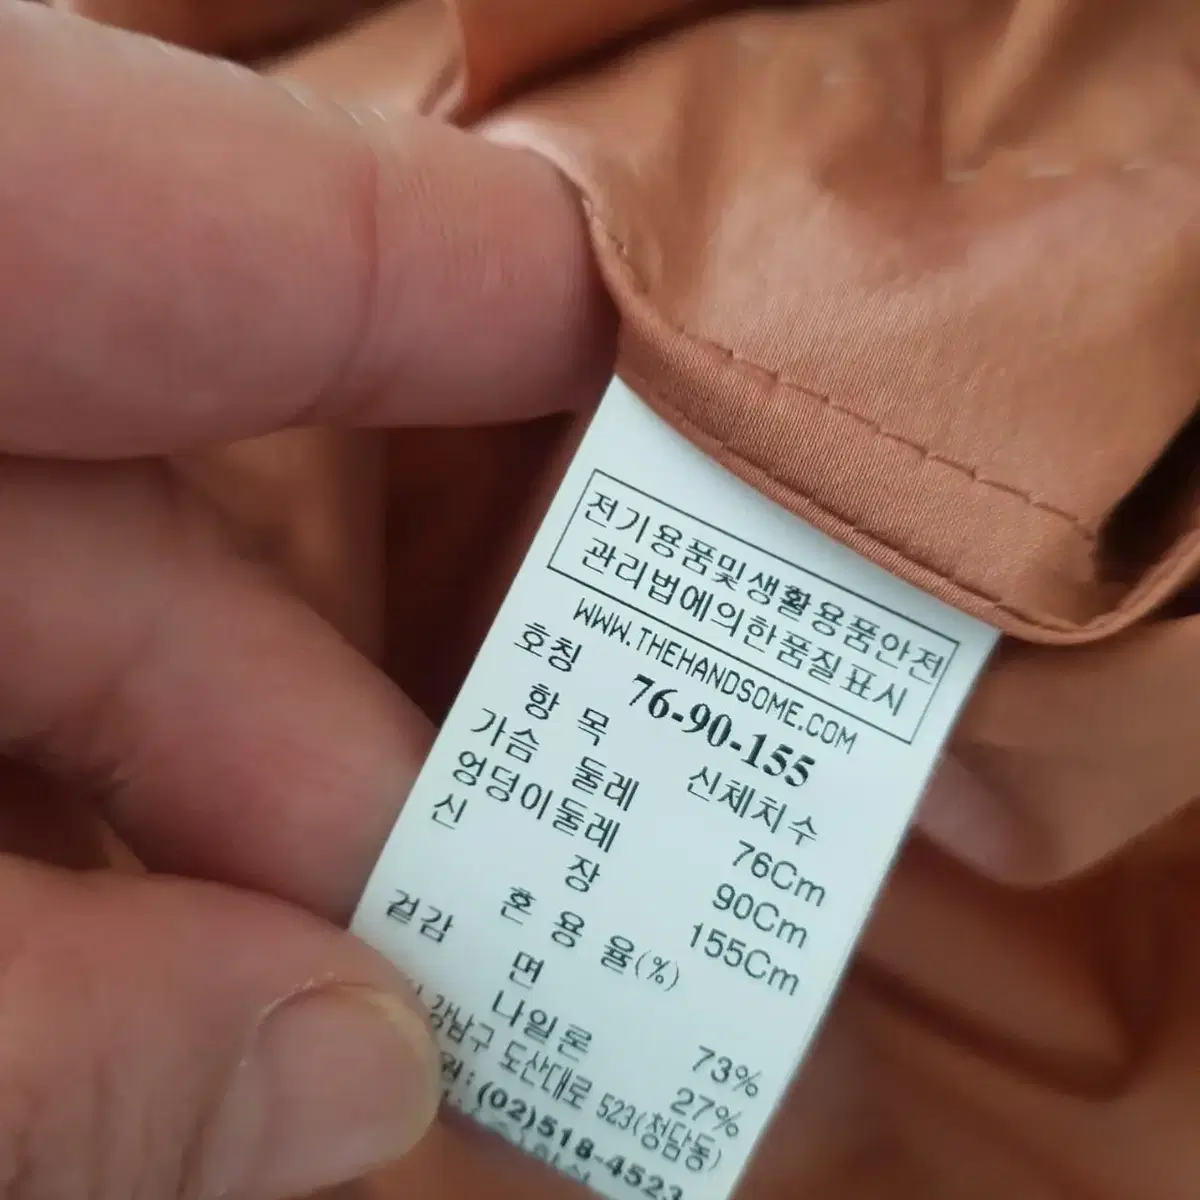 전기용품및생활용품안전
관리법에의한품질표시
WWW.THEHANDSOME.COM
호칭 76-90-155
항 목 신체치수
가슴 둘레 76Cm
엉덩이둘레 90Cm
신 장 155Cm
혼 용 율(%)
겉감 면 73%
나일론 27%
강남구 도산대로 523(청담동)
(02)518-4523